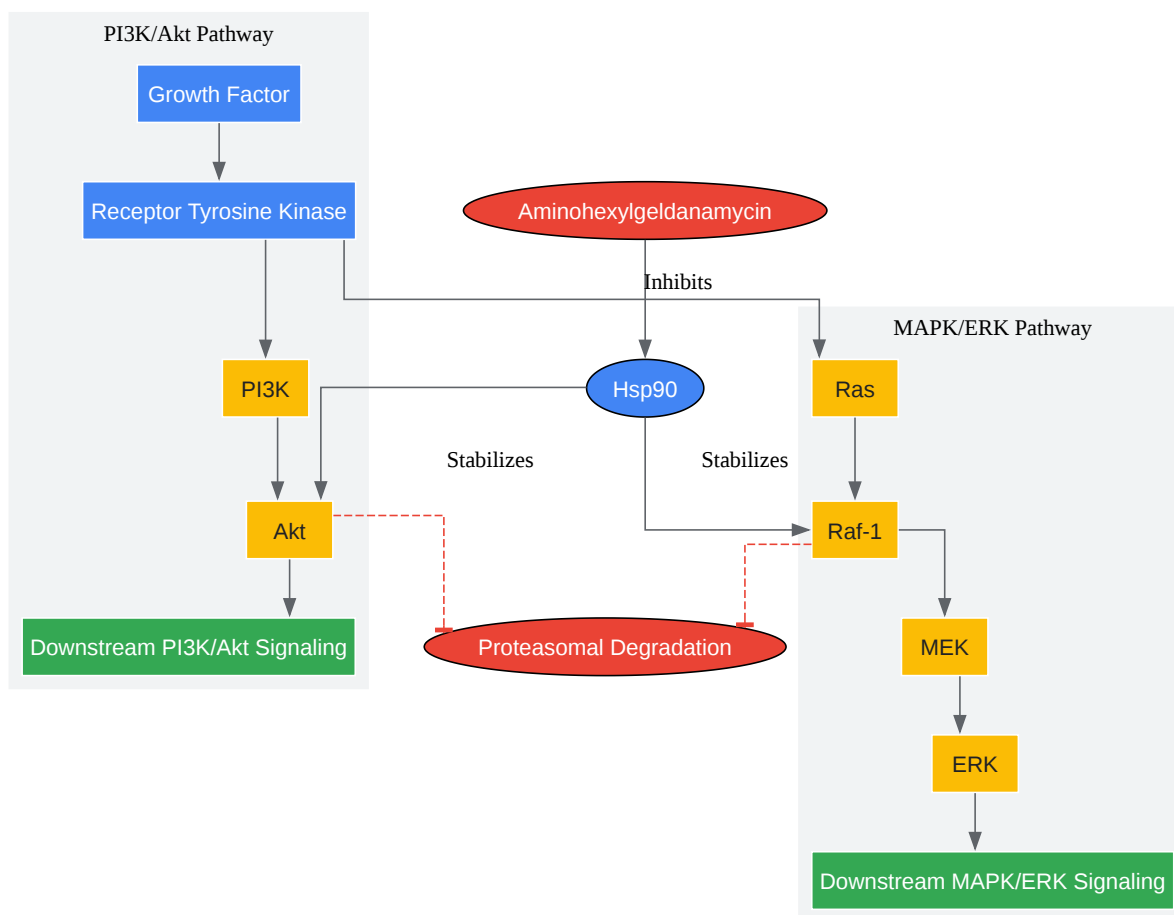 PI3K/Akt Pathway
Growth Factor
Receptor Tyrosine Kinase
Aminohexylgeldanamycin
Inhibits
MAPK/ERK Pathway
PI3K
Hsp90
Ras
Stabilizes
Stabilizes
Akt
Raf-1
Downstream PI3K/Akt Signaling
Proteasomal Degradation
MEK
ERK
Downstream MAPK/ERK Signaling